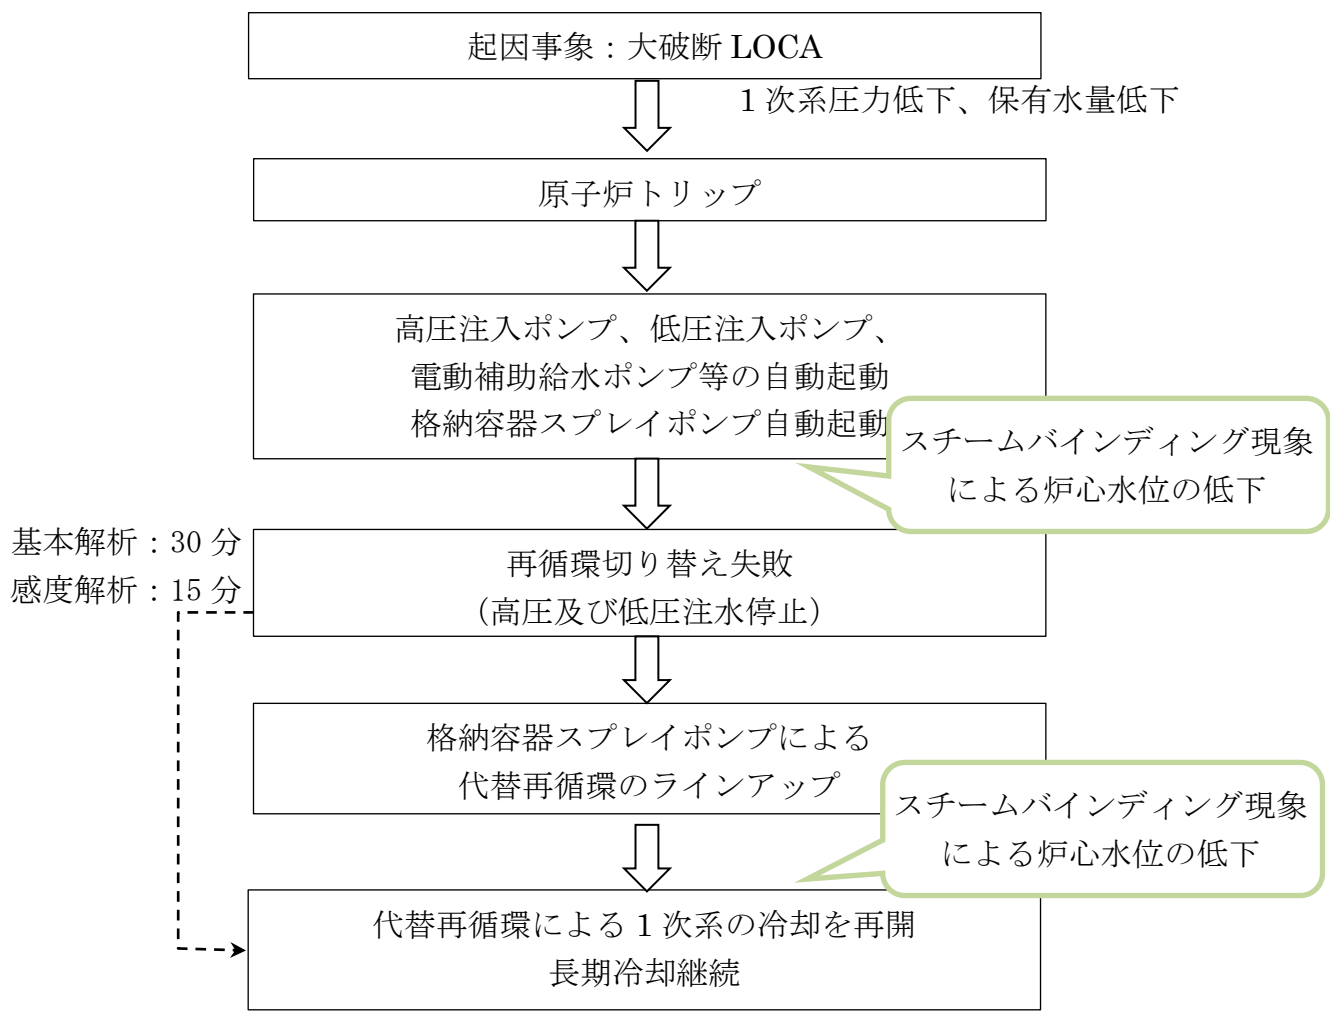 起因事象：大破断 LOCA
１次系圧力低下、保有水量低下
原子炉トリップ
高圧注入ポンプ、低圧注入ポンプ、
電動補助給水ポンプ等の自動起動
格納容器スプレイポンプ自動起動
スチームバインディング現象
による炉心水位の低下
基本解析：30 分
感度解析：15 分
再循環切り替え失敗
（高圧及び低圧注水停止）
格納容器スプレイポンプによる
代替再循環のラインアップ
スチームバインディング現象
による炉心水位の低下
代替再循環による１次系の冷却を再開
長期冷却継続